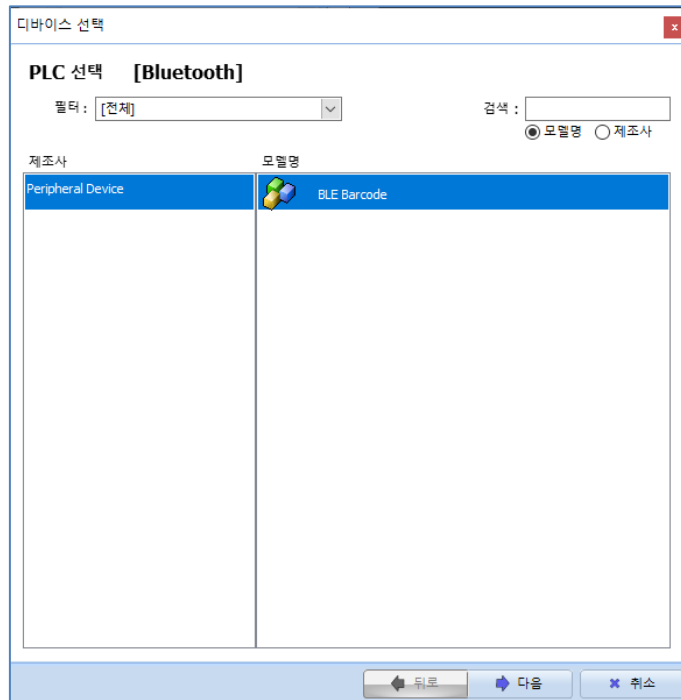 디바이스 선택
x
PLC 선택 [Bluetooth]
필터 : [전체]
검색 :
모델명 제조사
제조사 모델명
Peripheral Device BLE Barcode
뒤로 다음 취소